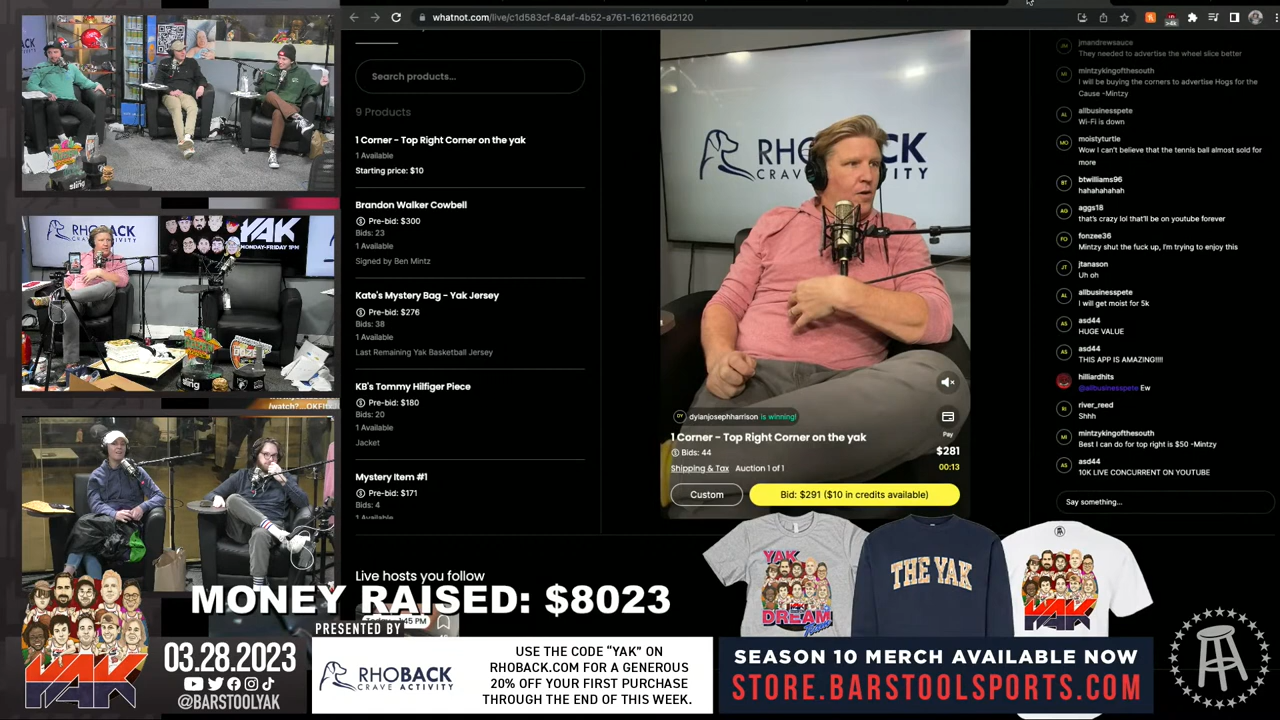 whatnot.com/live/c1d583cf-84af-4b52-a761-1621166d2120
Search products...
9 Products
1 Corner - Top Right Corner on the yak
1 Available
Starting price: $10
Brandon Walker Cowbell
Pre-bid: $300
Bids: 23
1 Available
Signed by Ben Mintz
Kate's Mystery Bag - Yak Jersey
Pre-bid: $276
Bids: 38
1 Available
Last Remaining Yak Basketball Jersey
KB's Tommy Hilfiger Piece
Pre-bid: $180
Bids: 20
1 Available
Jacket
Mystery Item #1
Pre-bid: $171
Bids: 4
1 Available
RHOBACK
CRAVE ACTIVITY
YAK
MONDAY-FRIDAY 1PM
dylanjosephharrison is winning!
1 Corner - Top Right Corner on the yak
Bids: 44
Shipping & Tax Auction 1 of 1
Pay
$281
00:13
Custom
Bid: $291 ($10 in credits available)
jmandrewsauce
They needed to advertise the wheel slice better
mintzykingofthesouth
I will be buying the corners to advertise Hogs for the
Cause -Mintzy
allbusinesspete
Wi-Fi is down
moistyturtle
Wow I can't believe that the tennis ball almost sold for
more
btwilliams96
hahahahahah
aggs18
that's crazy lol that'll be on youtube forever
fonzee36
Mintzy shut the fuck up, I'm trying to enjoy this
jtanason
Uh oh
allbusinesspete
I will get moist for 5k
asd44
HUGE VALUE
asd44
THIS APP IS AMAZING!!!!
hilliardhits
@allbusinesspete Ew
river_reed
Shhh
mintzykingofthesouth
Best I can do for top right is $50 -Mintzy
asd44
10K LIVE CONCURRENT ON YOUTUBE
Say something...
Live hosts you follow
MONEY RAISED: $8023
PRESENTED BY
YAK
03.28.2023
@BARSTOOLYAK
RHOBACK
CRAVE ACTIVITY
USE THE CODE "YAK" ON
RHOBACK.COM FOR A GENEROUS
20% OFF YOUR FIRST PURCHASE
THROUGH THE END OF THIS WEEK.
YAK
DREAM
THE YAK
YAK
SEASON 10 MERCH AVAILABLE NOW
STORE.BARSTOOLSPORTS.COM